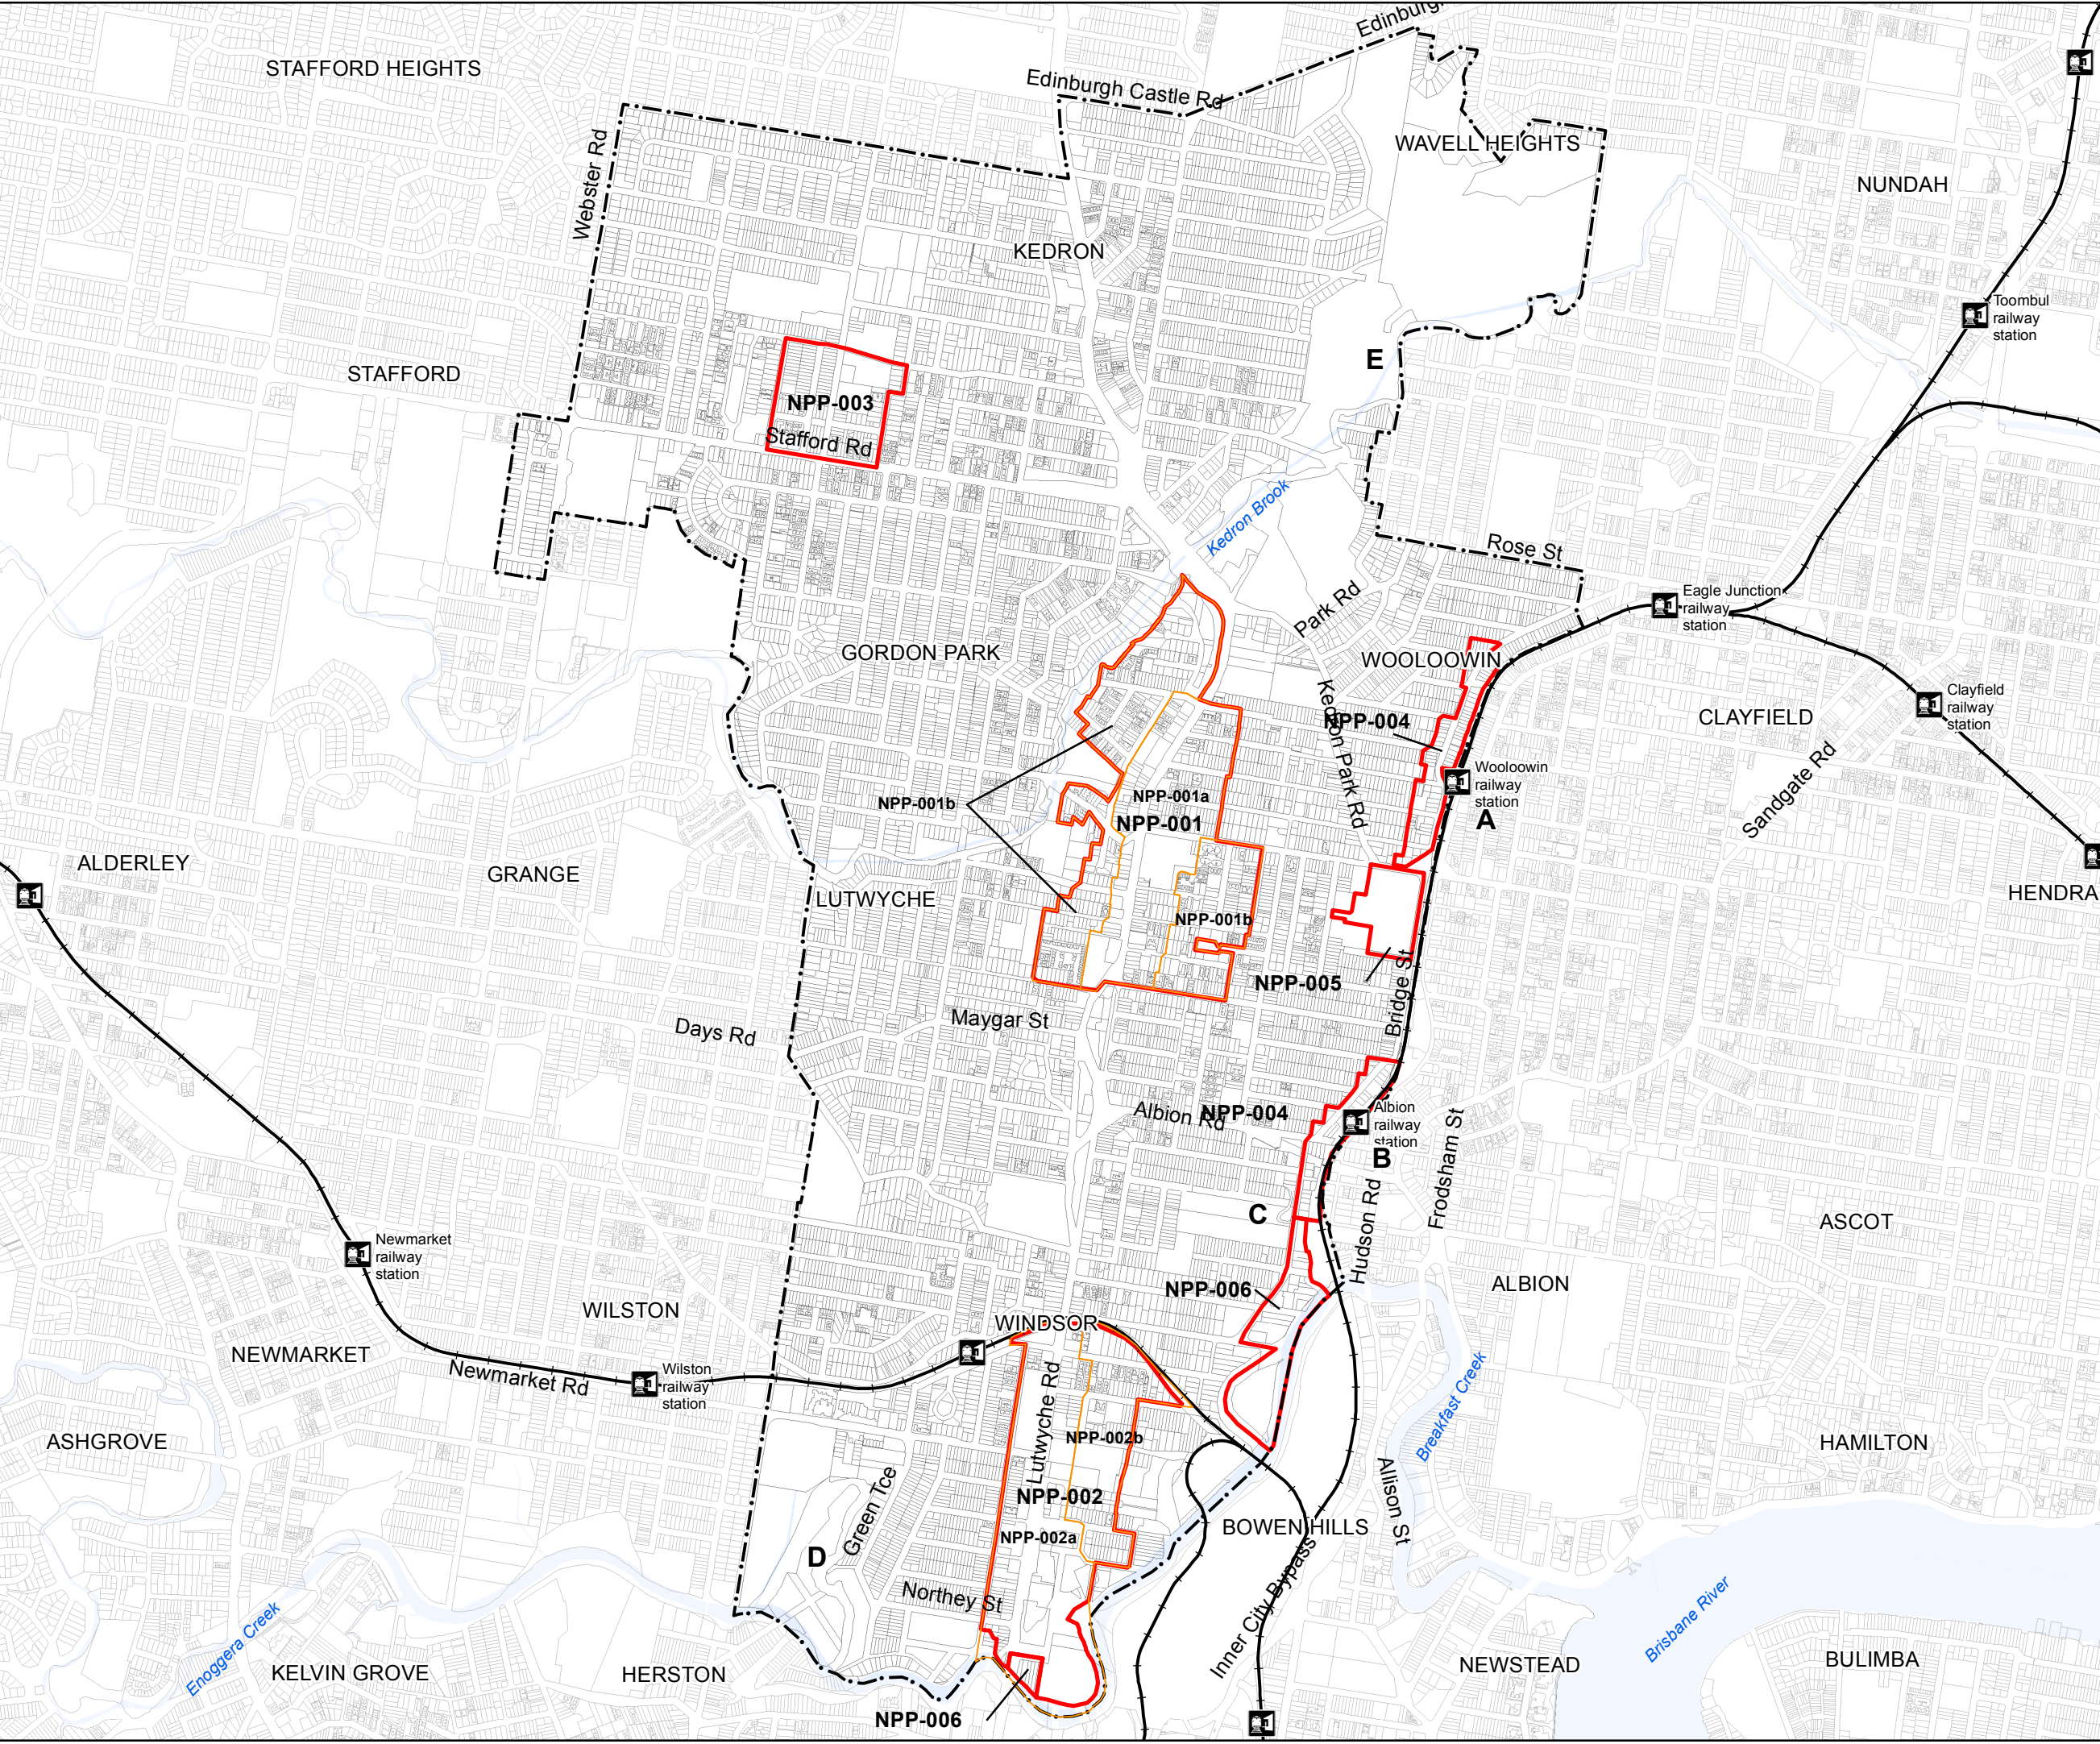 Edinburg
STAFFORD HEIGHTS
Edinburgh Castle Rd
WAVELL HEIGHTS
NUNDAH
Webster Rd
KEDRON
Toombul
railway
station
E
STAFFORD
NPP-003
Stafford Rd
Kedron Brook
Rose St
Eagle Junction
railway
station
Park Rd
GORDON PARK
WOOLOOWIN
Clayfield
railway
station
CLAYFIELD
NPP-004
Kedron Park Rd
Sandgate Rd
Wooloowin
railway
station
A
NPP-001b
NPP-001a
NPP-001
ALDERLEY
GRANGE
HENDRA
LUTWYCHE
NPP-001b
NPP-005
Bridge St
Maygar St
Days Rd
Albion Rd
NPP-004
Albion
railway
station
B
Frodsham St
C
Hudson Rd
ASCOT
Newmarket
railway
station
NPP-006
ALBION
WILSTON
WINDSOR
NEWMARKET
Newmarket Rd
Wilston
railway
station
Lutwyche Rd
Breakfast Creek
ASHGROVE
NPP-002b
HAMILTON
NPP-002
Green Tce
Allison St
BOWEN HILLS
NPP-002a
D
Inner City Bypass
Northey St
Enoggera Creek
Brisbane River
KELVIN GROVE
HERSTON
NEWSTEAD
BULIMBA
NPP-006